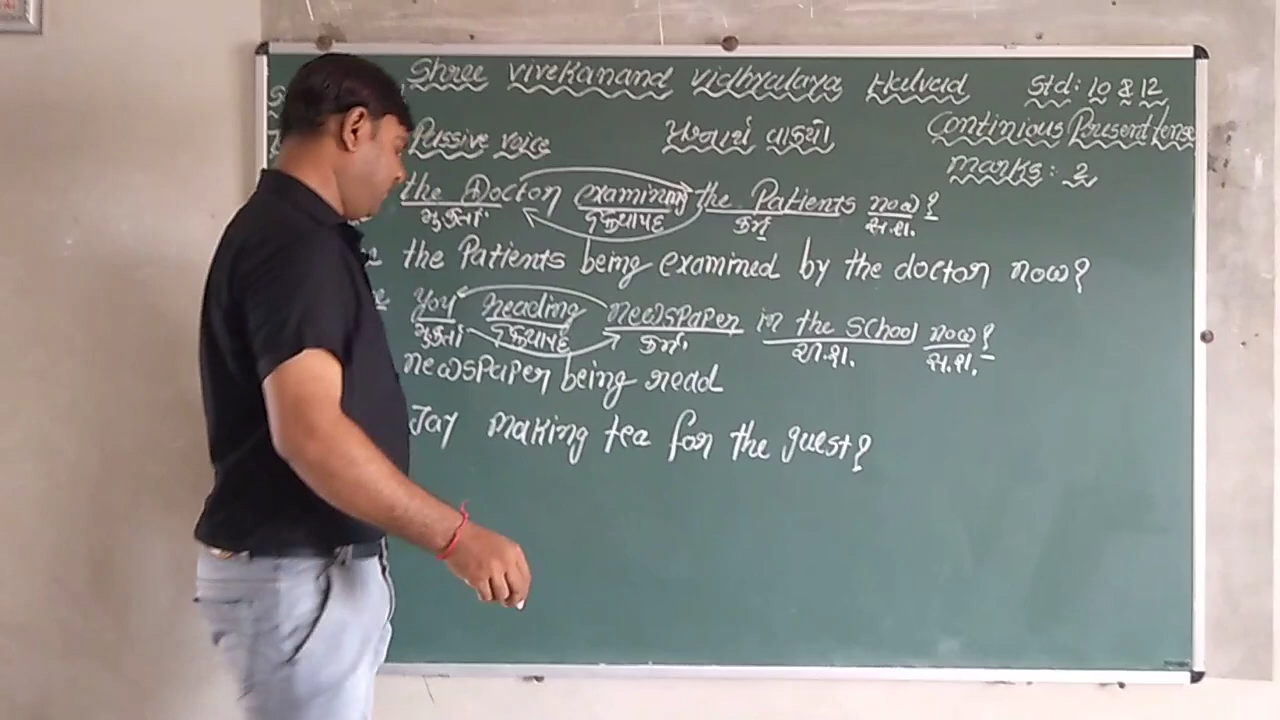 Shree Vivekanand Vidhyalaya Halvad Std: 10 & 12
Passive voice પ્રશ્નાર્થ વાક્યો Continious Present tense
marks: 2
the Doctor examining the Patients now?
મુ.કર્તા મુ.ક્રિયાપદ કર્મ સ.શ.
the Patients being examined by the doctor now?
you reading newspaper in the school now?
મુ.કર્તા મુ.ક્રિયાપદ કર્મ સ્થ.શ. સ.શ.
newspaper being read
Jay making tea for the guest?